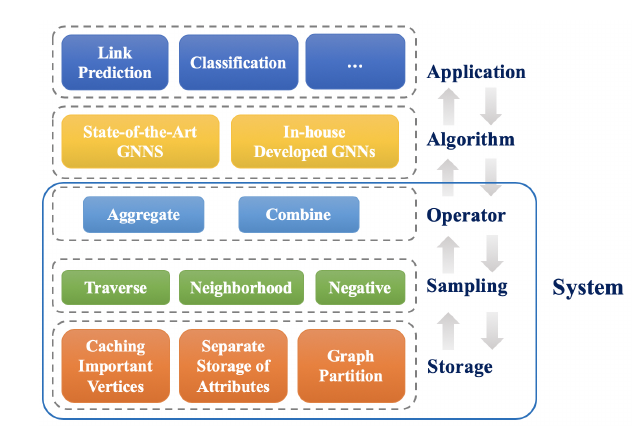 Link
Prediction
Classification
...
Application
State-of-the-Art
GNNS
In-house
Developed GNNs
Algorithm
Aggregate
Combine
Operator
Traverse
Neighborhood
Negative
Sampling
System
Caching
Important
Vertices
Separate
Storage of
Attributes
Graph
Partition
Storage